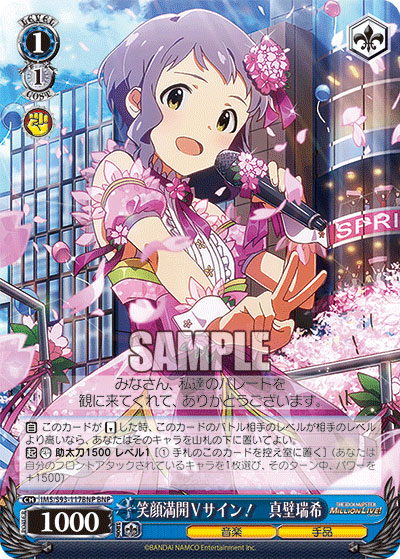 LEVEL
1
1
COST
SPRI
SAMPLE
みなさん、私達のパレードを
観に来てくれて、ありがとうございます。
自 このカードが【リバース】した時、このカードのバトル相手のレベルが相手のレベル
より高いなら、あなたはそのキャラを山札の下に置いてよい。
起 助太刀1500 レベル1 [① 手札のこのカードを控え室に置く] (あなたは
自分のフロントアタックされているキャラを1枚選び、そのターン中、パワーを
+1500)
CH IMS/S93-117BNP BNP
笑顔満開Vサイン! 真壁瑞希
THE IDOLM@STER
MILLION LIVE!
POWER
1000
音楽
手品
©BANDAI NAMCO Entertainment Inc.